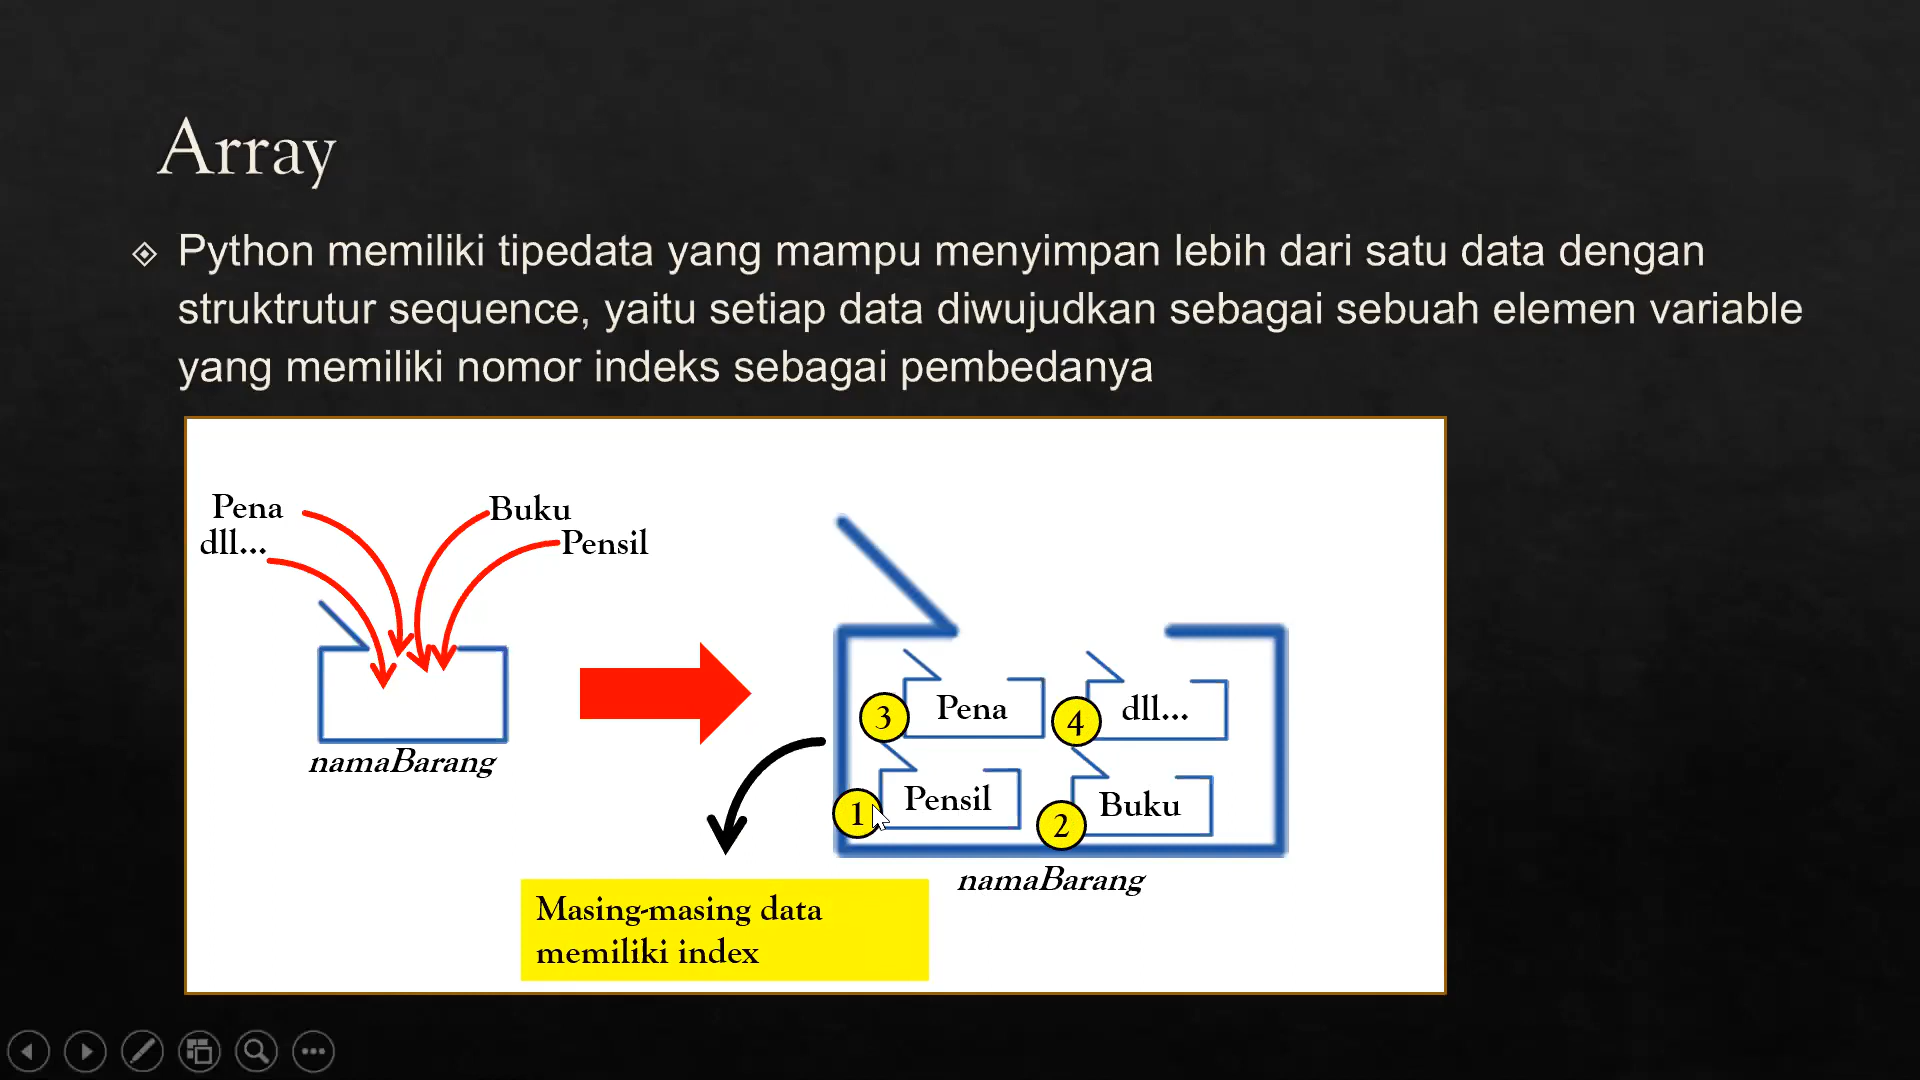 Array
Python memiliki tipedata yang mampu menyimpan lebih dari satu data dengan
struktrutur sequence, yaitu setiap data diwujudkan sebagai sebuah elemen variable
yang memiliki nomor indeks sebagai pembedanya
Pena
Buku
dll...
Pensil
namaBarang
3
Pena
4
dll...
1
Pensil
2
Buku
namaBarang
Masing-masing data
memiliki index